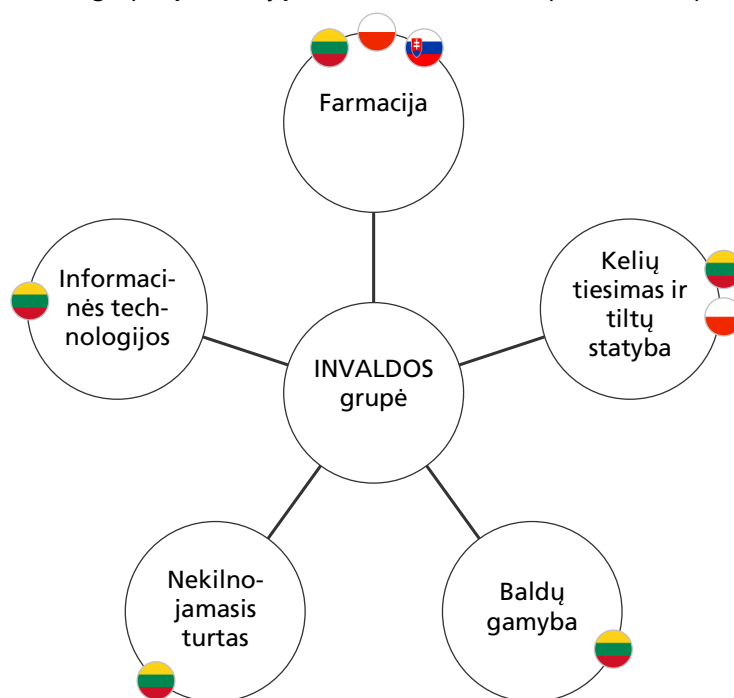 Farmacija
Informaci-
nės tech-
nologijos
Kelių
tiesimas ir
tiltų
statyba
INVALDOS
grupė
Nekilno-
jamasis
turtas
Baldų
gamyba